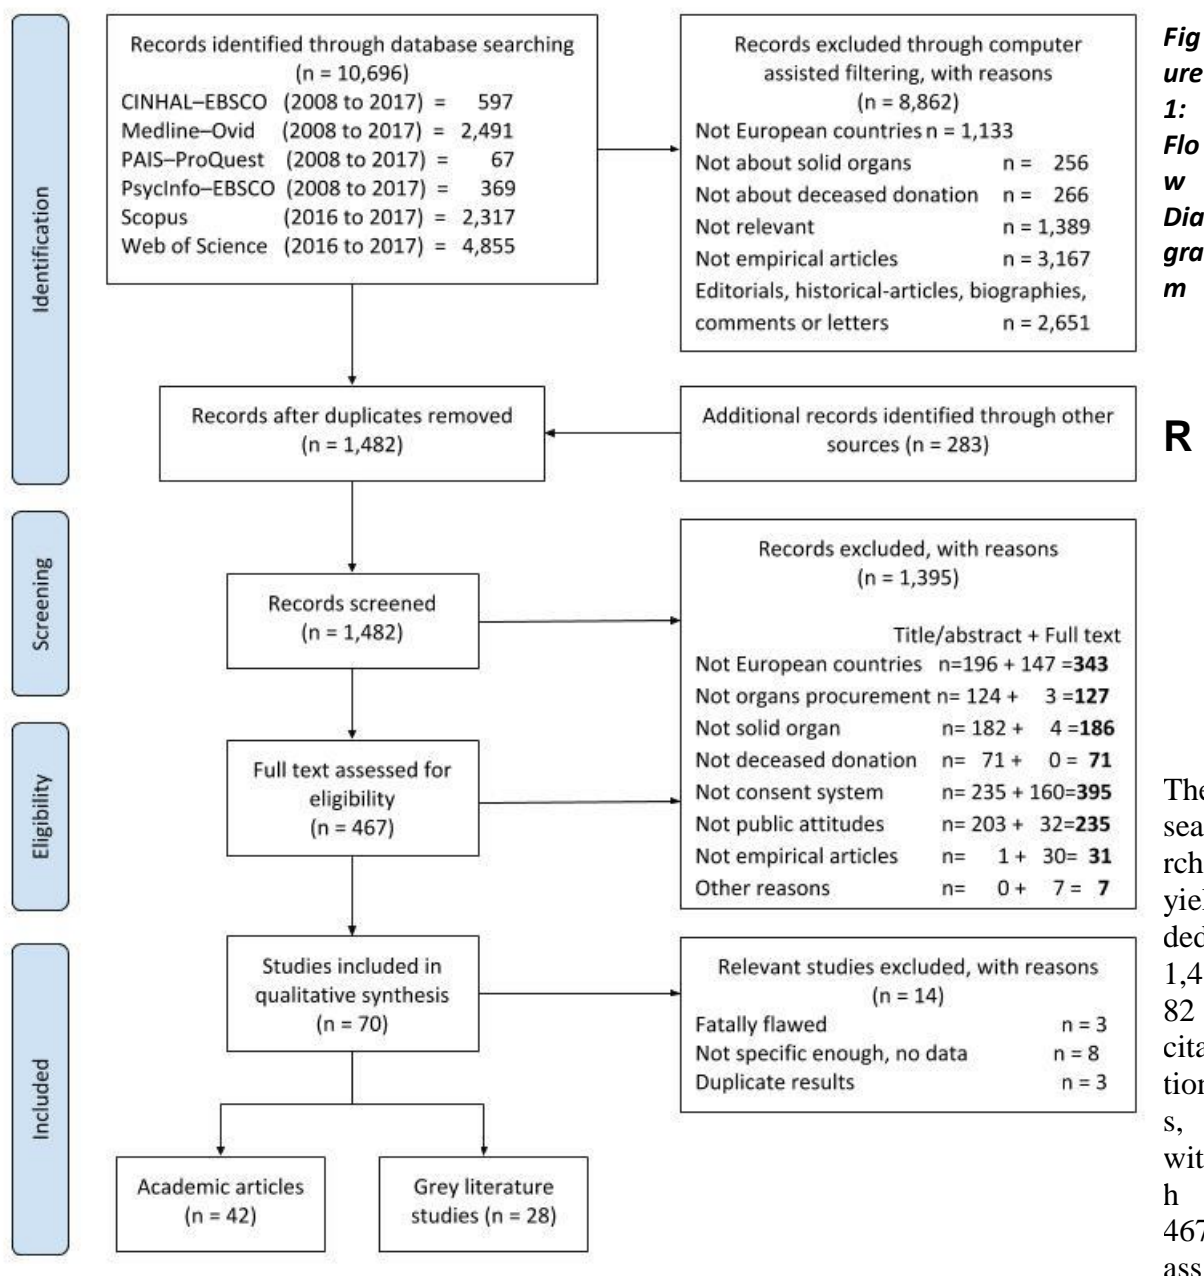 Identification
Records identified through database searching
(n = 10,696)
CINHAL–EBSCO (2008 to 2017) = 597
Medline–Ovid (2008 to 2017) = 2,491
PAIS–ProQuest (2008 to 2017) = 67
PsycInfo–EBSCO (2008 to 2017) = 369
Scopus (2016 to 2017) = 2,317
Web of Science (2016 to 2017) = 4,855
Records excluded through computer
assisted filtering, with reasons
(n = 8,862)
Not European countries n = 1,133
Not about solid organs n = 256
Not about deceased donation n = 266
Not relevant n = 1,389
Not empirical articles n = 3,167
Editorials, historical-articles, biographies,
comments or letters n = 2,651
Records after duplicates removed
(n = 1,482)
Additional records identified through other
sources (n = 283)
Screening
Records screened
(n = 1,482)
Records excluded, with reasons
(n = 1,395)
Title/abstract + Full text
Not European countries n=196 + 147 =343
Not organs procurement n= 124 + 3 =127
Not solid organ n= 182 + 4 =186
Not deceased donation n= 71 + 0 = 71
Not consent system n= 235 + 160=395
Not public attitudes n= 203 + 32=235
Not empirical articles n= 1 + 30= 31
Other reasons n= 0 + 7 = 7
Eligibility
Full text assessed for
eligibility
(n = 467)
Included
Studies included in
qualitative synthesis
(n = 70)
Relevant studies excluded, with reasons
(n = 14)
Fatally flawed n = 3
Not specific enough, no data n = 8
Duplicate results n = 3
Academic articles
(n = 42)
Grey literature
studies (n = 28)
Fig
ure
1:
Flo
w
Dia
gra
m
R
The
sea
rch
yiel
ded
1,4
82
cita
tion
s,
wit
h
467
ass